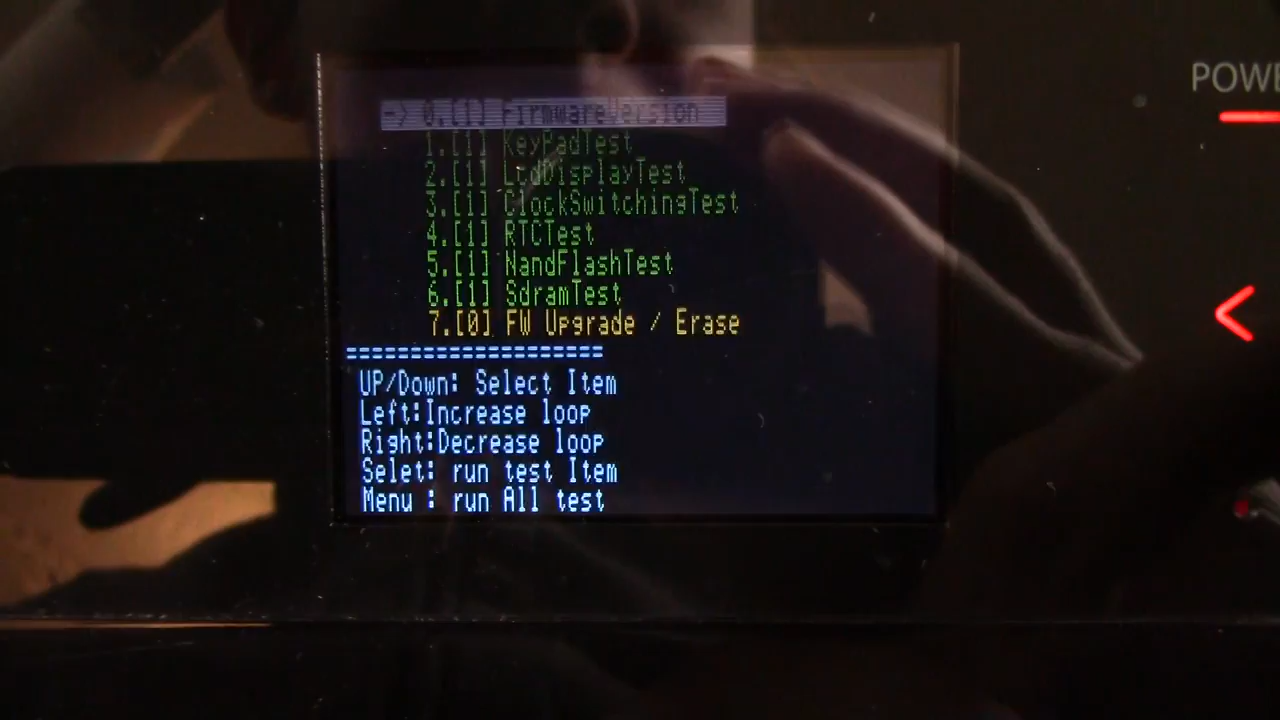 POWE
-> 0.[1] FirmwareVersion
1.[1] KeyPadTest
2.[1] LcdDisplayTest
3.[1] ClockSwitchingTest
4.[1] RTCTest
5.[1] NandFlashTest
6.[1] SdramTest
7.[0] FW Upgrade / Erase
====================
UP/Down: Select Item
Left:Increase loop
Right:Decrease loop
Selet: run test Item
Menu : run All test